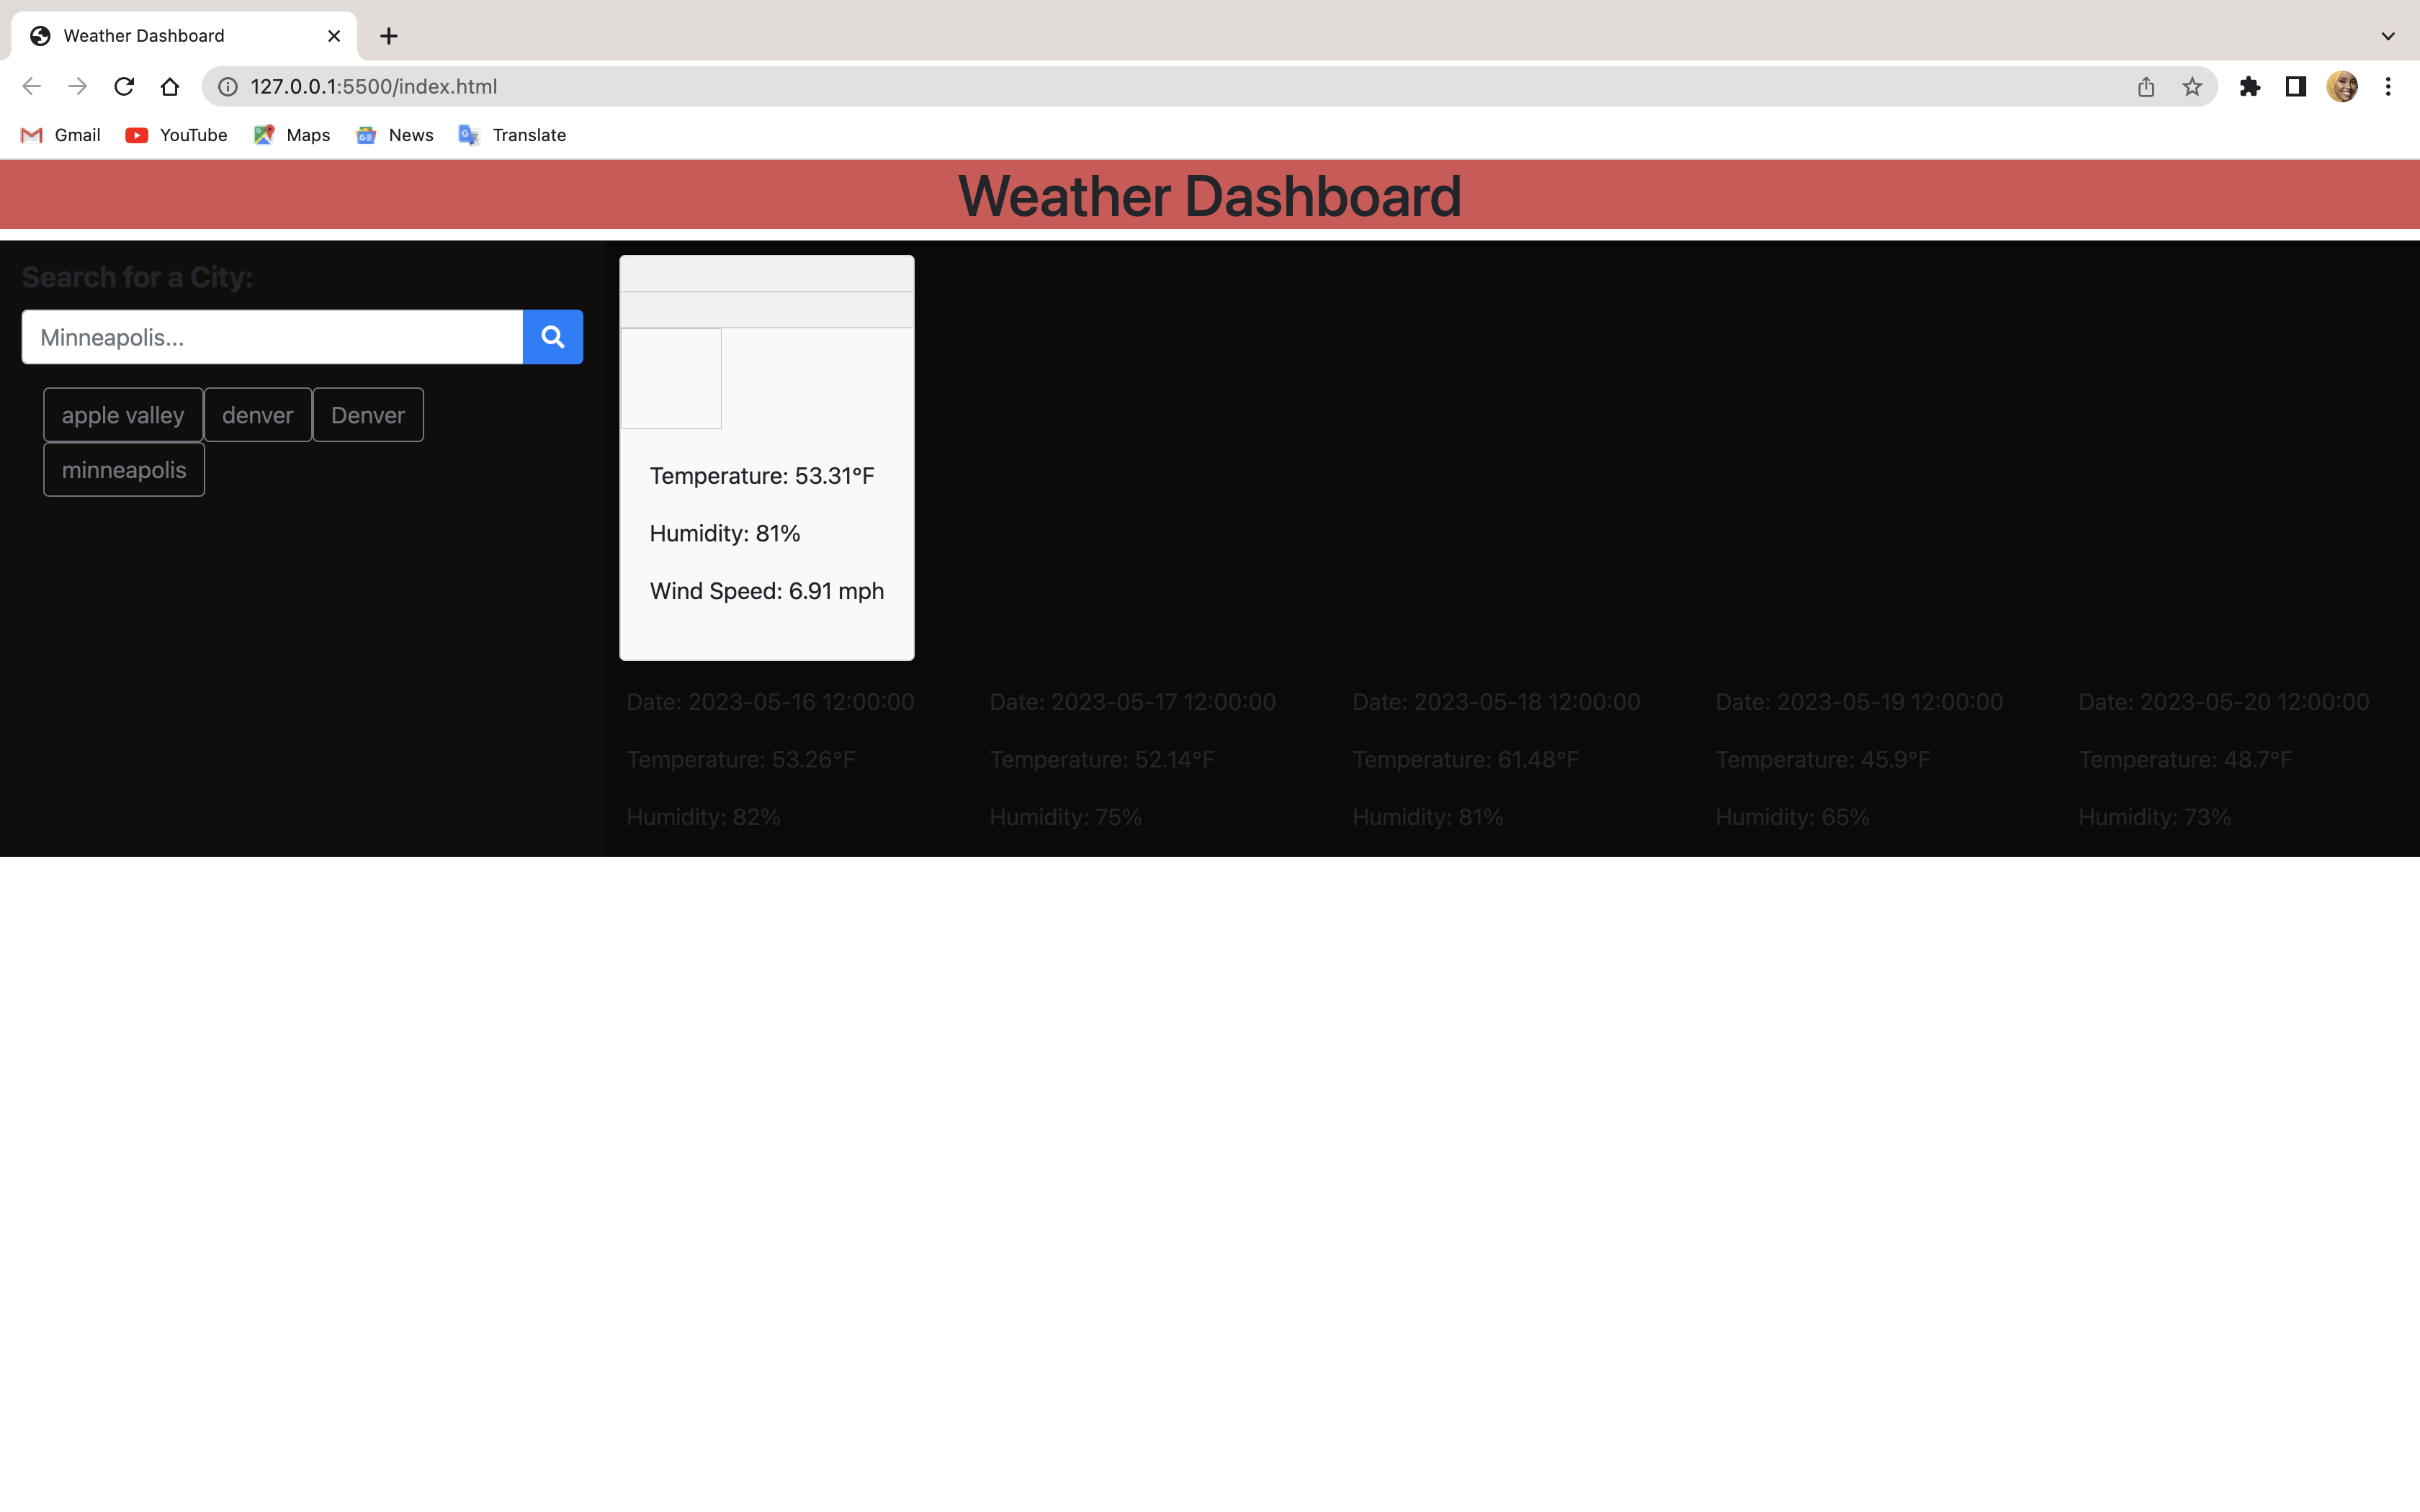 Weather Dashboard
127.0.0.1:5500/index.html
Gmail YouTube Maps News Translate
Weather Dashboard
Search for a City:
Minneapolis...
apple valley denver Denver
minneapolis
Temperature: 53.31°F
Humidity: 81%
Wind Speed: 6.91 mph
Date: 2023-05-16 12:00:00 Date: 2023-05-17 12:00:00 Date: 2023-05-18 12:00:00 Date: 2023-05-19 12:00:00 Date: 2023-05-20 12:00:00
Temperature: 53.26°F Temperature: 52.14°F Temperature: 61.48°F Temperature: 45.9°F Temperature: 48.7°F
Humidity: 82% Humidity: 75% Humidity: 81% Humidity: 65% Humidity: 73%